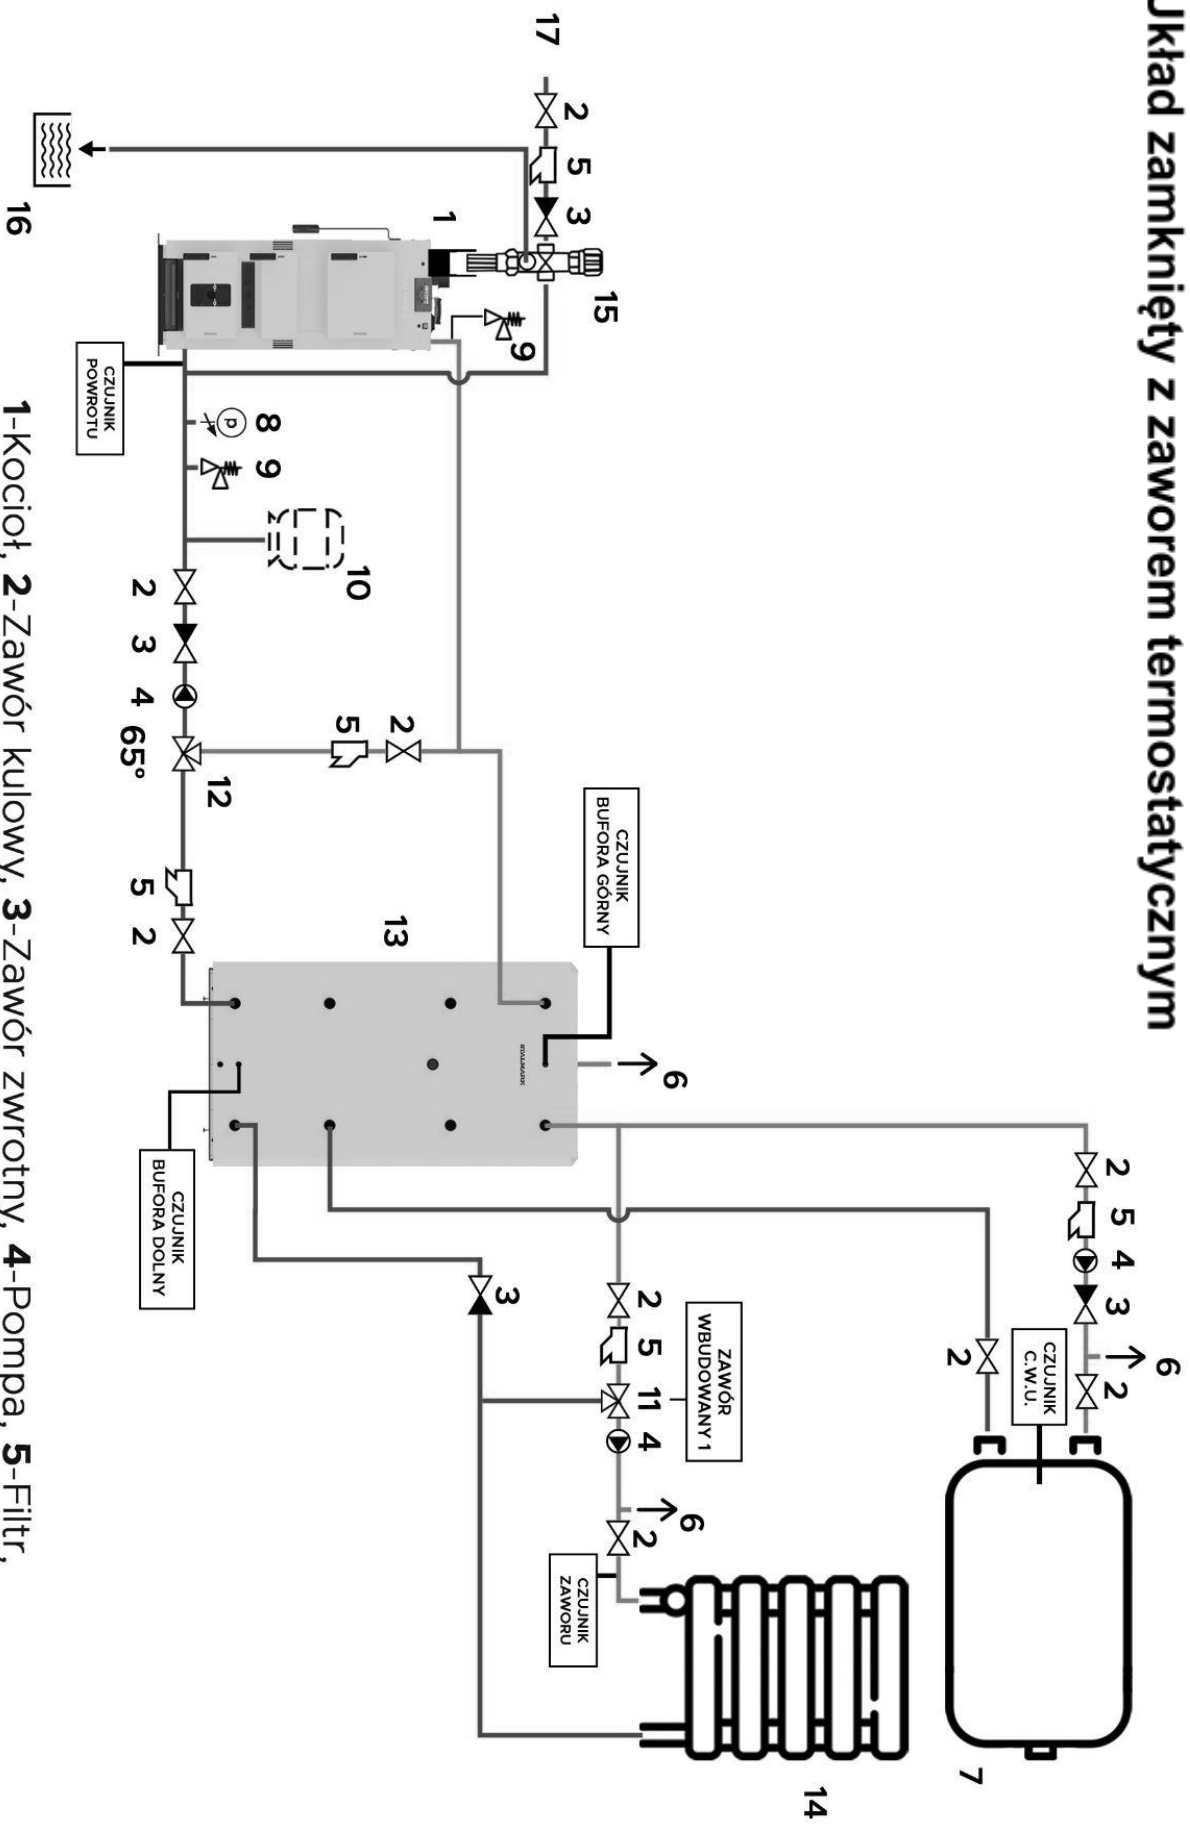 Układ zamknięty z zaworem termostatycznym
6
2 5 4 3 2
CZUJNIK
C.W.U.
7
2
14
ZAWÓR
WBUDOWANY 1
6
6
2 5 11 4 2
CZUJNIK
BUFORA GÓRNY
15
2 5 3
CZUJNIK
ZAWORU
17
9
3
STALMARK
1
2
13
10
5
8 9
p
12
CZUJNIK
BUFORA DOLNY
2 3 4 65° 5 2
CZUJNIK
POWROTU
16
1-Kocioł, 2-Zawór kulowy, 3-Zawór zwrotny, 4-Pompa, 5-Filtr,